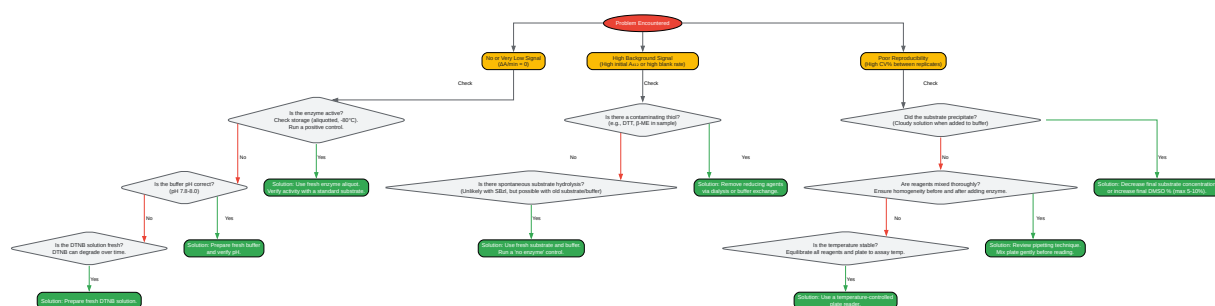 Problem Encountered
No or Very Low Signal
(ΔA/min ≈ 0)
High Background Signal
(High initial A₄₁₂ or high blank rate)
Poor Reproducibility
(High CV% between replicates)
Check
Check
Check
Is the enzyme active?
Check storage (aliquotted, -80°C).
Run a positive control.
Is there a contaminating thiol?
(e.g., DTT, β-ME in sample)
Did the substrate precipitate?
(Cloudy solution when added to buffer)
No
Yes
No
Yes
No
Yes
Is the buffer pH correct?
(pH 7.8-8.0)
Solution: Use fresh enzyme aliquot.
Verify activity with a standard substrate.
Is there spontaneous substrate hydrolysis?
(Unlikely with SBzl, but possible with old substrate/buffer)
Solution: Remove reducing agents
via dialysis or buffer exchange.
Are reagents mixed thoroughly?
Ensure homogeneity before and after adding enzyme.
Solution: Decrease final substrate concentration
or increase final DMSO % (max 5-10%).
No
Yes
Yes
No
Yes
Is the DTNB solution fresh?
DTNB can degrade over time.
Solution: Prepare fresh buffer
and verify pH.
Solution: Use fresh substrate and buffer.
Run a 'no enzyme' control.
Is the temperature stable?
Equilibrate all reagents and plate to assay temp.
Solution: Review pipetting technique.
Mix plate gently before reading.
Yes
Yes
Solution: Prepare fresh DTNB solution.
Solution: Use a temperature-controlled
plate reader.